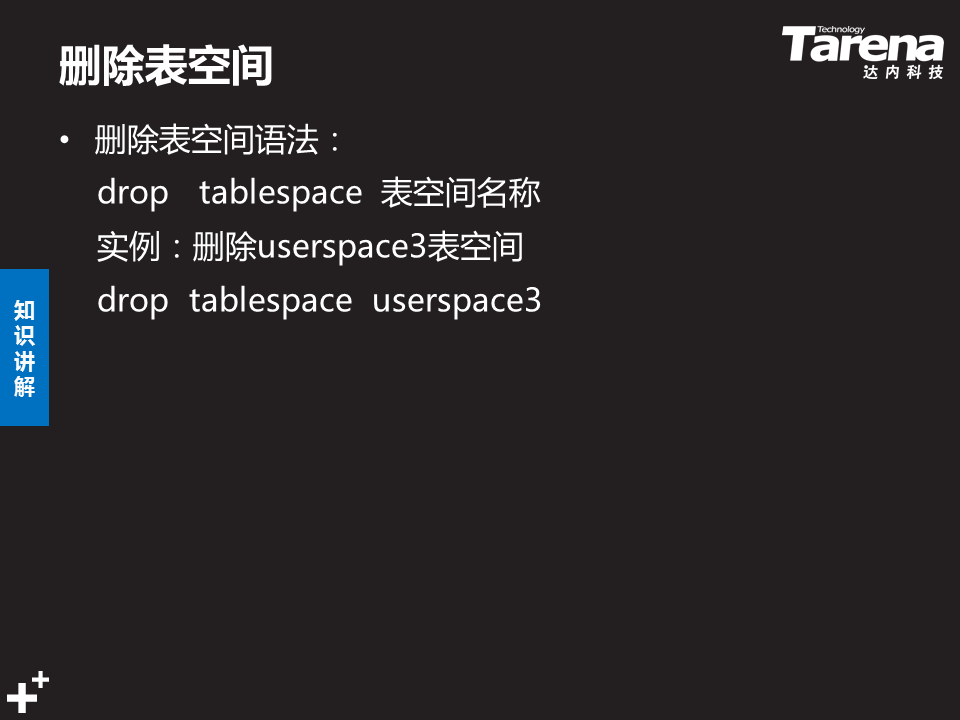 删除表空间
Technology
Tarena
达内科技
• 删除表空间语法：
drop tablespace 表空间名称
实例：删除userspace3表空间
drop tablespace userspace3
知识讲解